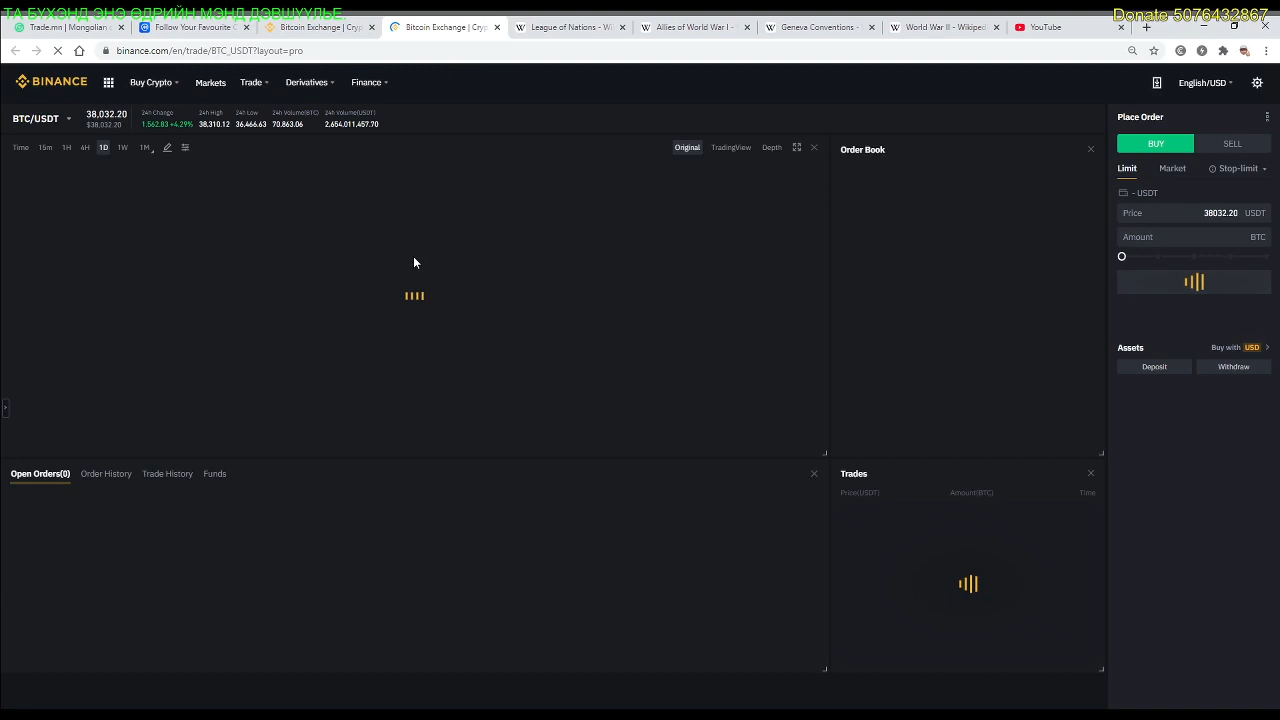 ТА БҮХЭНД ЭНЭ ӨДРИЙН МЭНД ДЭВШҮҮЛЬЕ.
Donate 5076432867
Trade.mn | Mongolian c
Follow Your Favourite C
Bitcoin Exchange | Cryp
Bitcoin Exchange | Cryp
League of Nations - Wi
Allies of World War I -
Geneva Conventions -
World War II - Wikiped
YouTube
binance.com/en/trade/BTC_USDT?layout=pro
BINANCE
Buy Crypto
Markets
Trade
Derivatives
Finance
English/USD
BTC/USDT
38,032.20
$38,032.20
24h Change
1,562.83 +4.29%
24h High
38,310.12
24h Low
36,466.63
24h Volume(BTC)
70,863.06
24h Volume(USDT)
2,654,011,457.70
Place Order
Time 15m 1H 4H 1D 1W 1M
Original TradingView Depth
Order Book
BUY SELL
Limit Market Stop-limit
- USDT
Price 38032.20 USDT
Amount BTC
Assets Buy with USD
Deposit Withdraw
Open Orders(0) Order History Trade History Funds
Trades
Price(USDT) Amount(BTC) Time